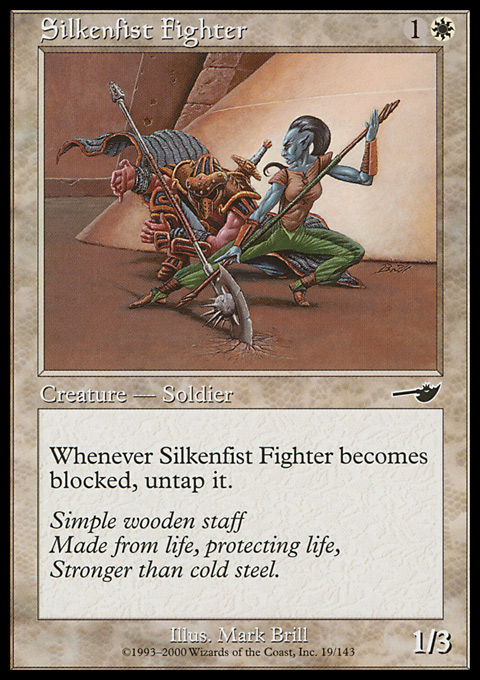 Silkenfist Fighter 1
Creature — Soldier
Whenever Silkenfist Fighter becomes
blocked, untap it.
Simple wooden staff
Made from life, protecting life,
Stronger than cold steel.
Illus. Mark Brill
©1993–2000 Wizards of the Coast, Inc. 19/143
1/3